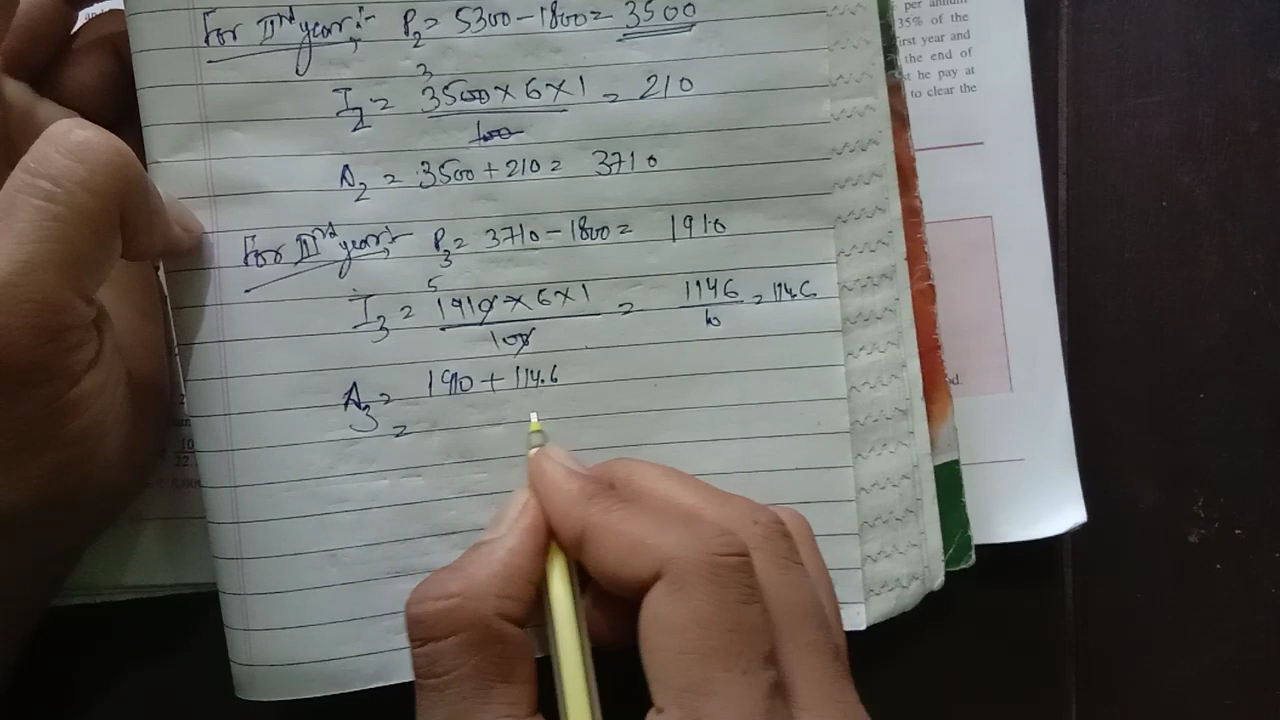 For IInd year:- P2 = 5300 - 1800 = 3500
I2 = 3500 × 6 × 1 / 100 = 210
A2 = 3500 + 210 = 3710
For IIIrd year:- P3 = 3710 - 1800 = 1910
I3 = 1910 × 6 × 1 / 100 = 1146 / 10 = 114.6
A3 = 1910 + 114.6
=
per annum
35% of the
first year and
the end of
he pay at
to clear the